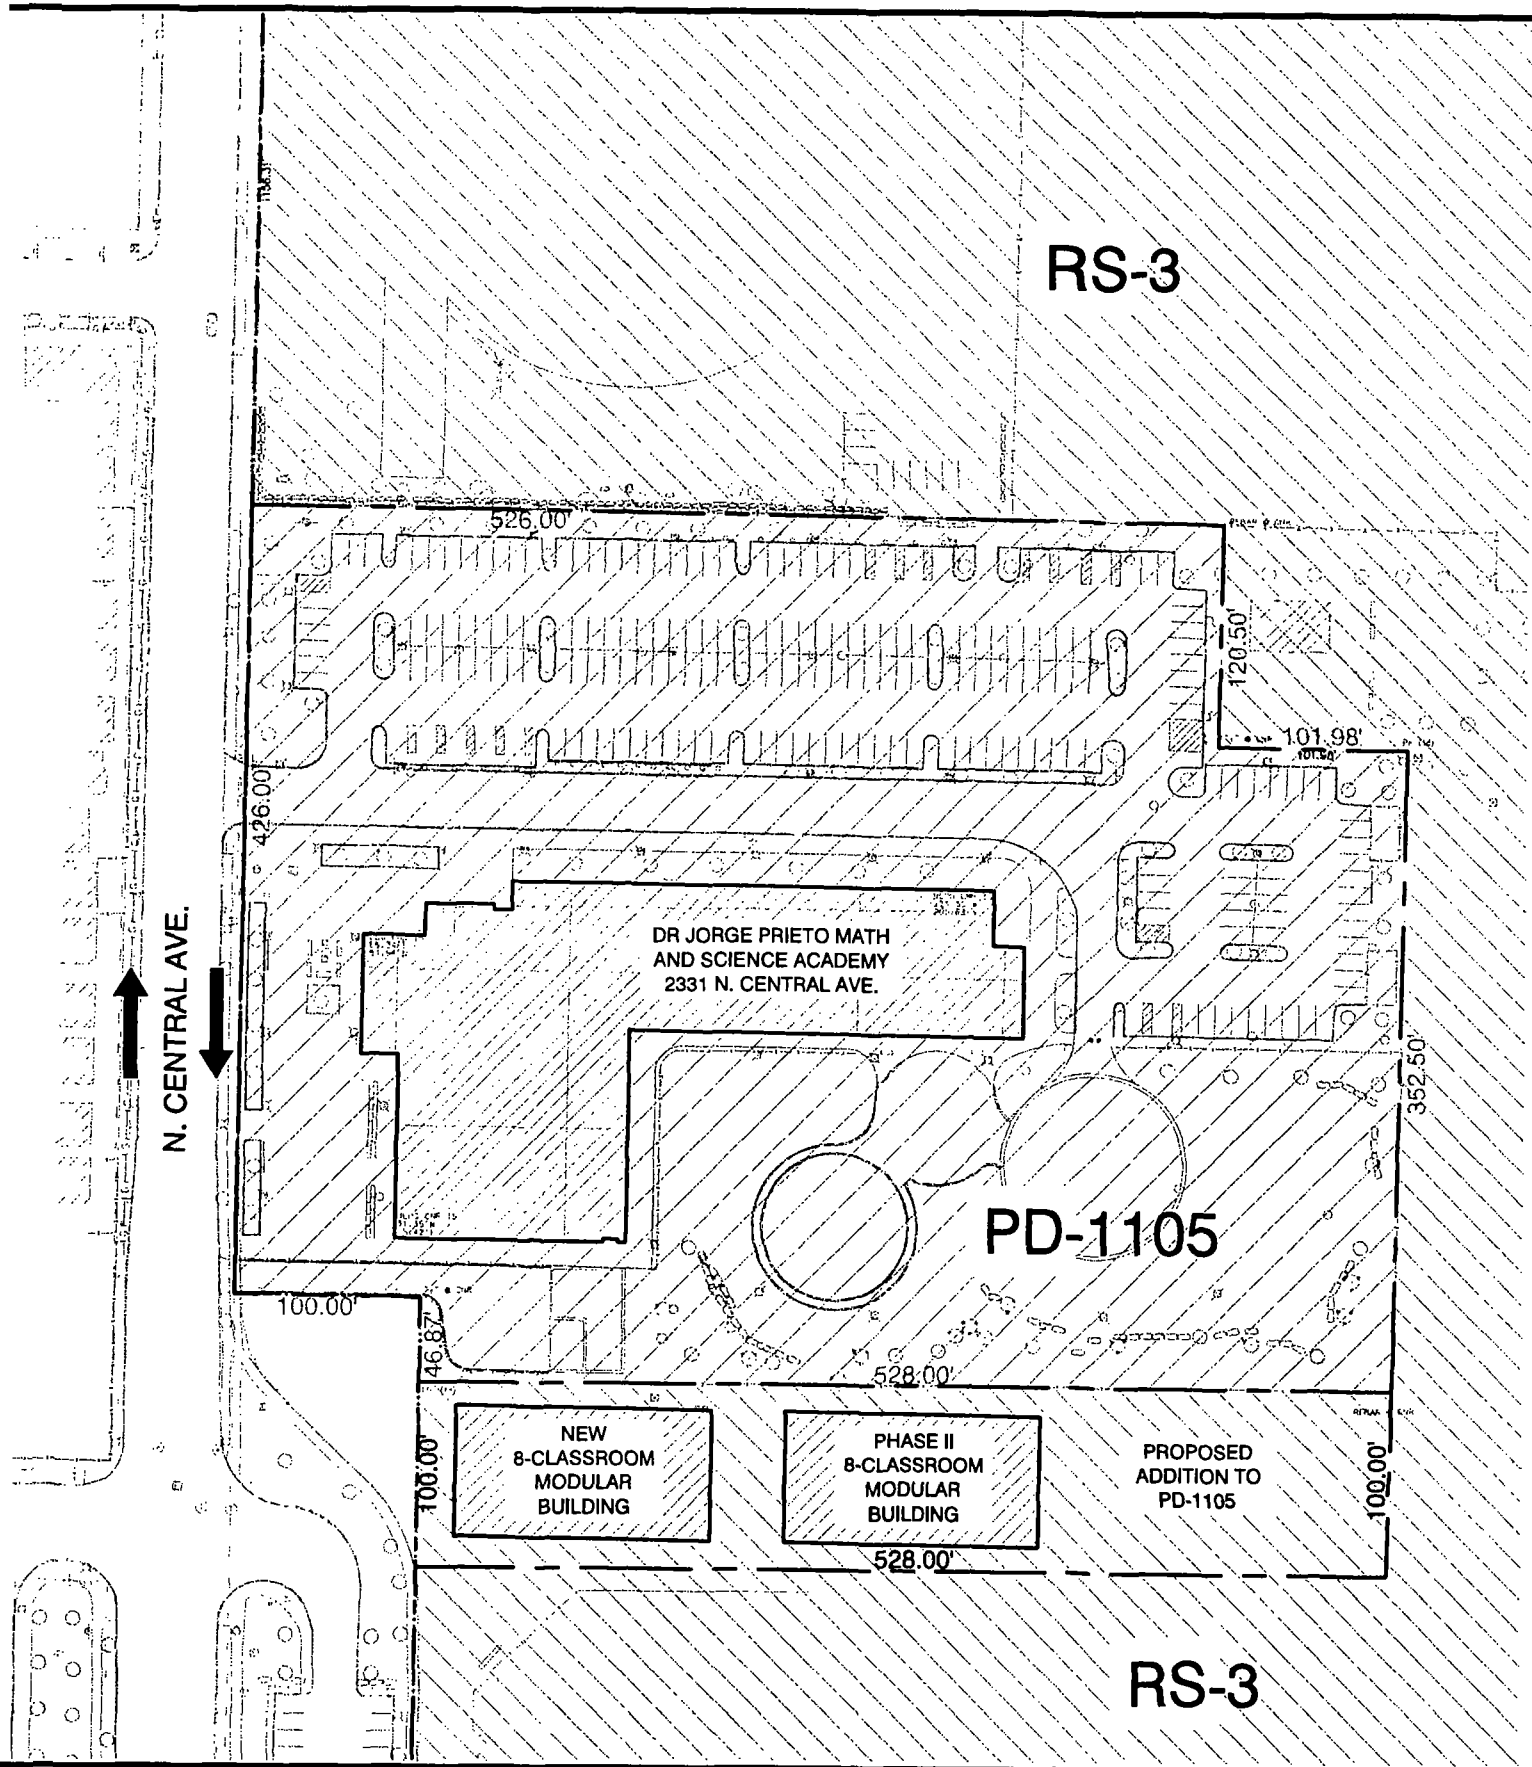 RS-3
526.00'
120.50'
101.98'
426.00'
N. CENTRAL AVE.
DR JORGE PRIETO MATH
AND SCIENCE ACADEMY
2331 N. CENTRAL AVE.
352.50'
PD-1105
100.00'
46.87'
528.00'
100.00'
NEW
8-CLASSROOM
MODULAR
BUILDING
PHASE II
8-CLASSROOM
MODULAR
BUILDING
PROPOSED
ADDITION TO
PD-1105
100.00'
528.00'
RS-3